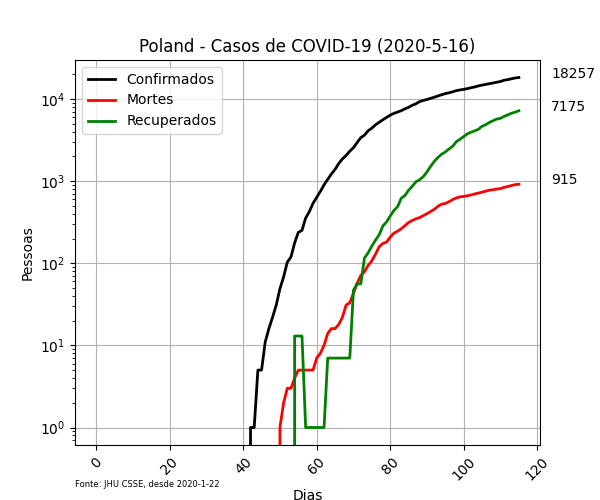 Poland - Casos de COVID-19 (2020-5-16)
Confirmados
Mortes
Recuperados
18257
7175
915
Pessoas
10⁴
10³
10²
10¹
10⁰
0 20 40 60 80 100 120
Fonte: JHU CSSE, desde 2020-1-22
Dias